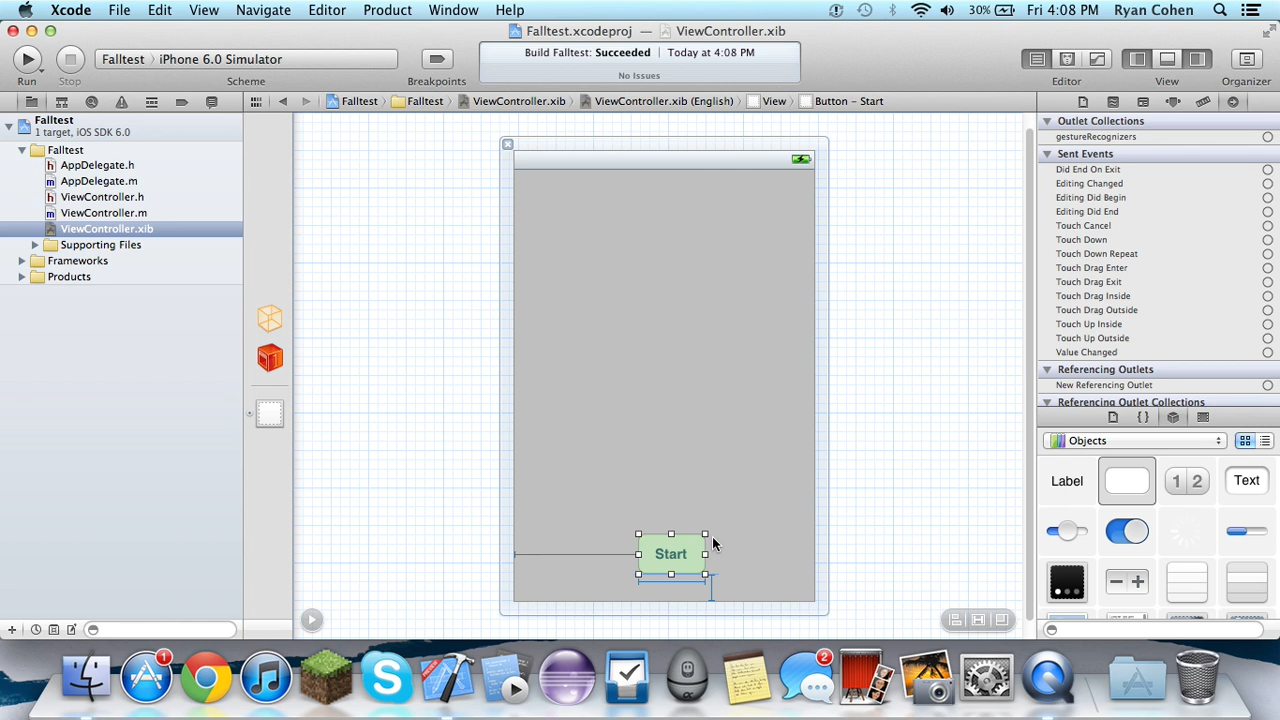 Xcode File Edit View Navigate Editor Product Window Help 30% Fri 4:08 PM Ryan Cohen
Falltest.xcodeproj — ViewController.xib
Falltest iPhone 6.0 Simulator
Build Falltest: Succeeded Today at 4:08 PM
No Issues
Run Stop Scheme Breakpoints Editor View Organizer
Falltest Falltest ViewController.xib ViewController.xib (English) View Button - Start
Falltest
1 target, iOS SDK 6.0
Falltest
h AppDelegate.h
m AppDelegate.m
h ViewController.h
m ViewController.m
ViewController.xib
Supporting Files
Frameworks
Products
Start
Outlet Collections
gestureRecognizers
Sent Events
Did End On Exit
Editing Changed
Editing Did Begin
Editing Did End
Touch Cancel
Touch Down
Touch Down Repeat
Touch Drag Enter
Touch Drag Exit
Touch Drag Inside
Touch Drag Outside
Touch Up Inside
Touch Up Outside
Value Changed
Referencing Outlets
New Referencing Outlet
Referencing Outlet Collections
{ }
Objects
Label 1 2 Text
1
2